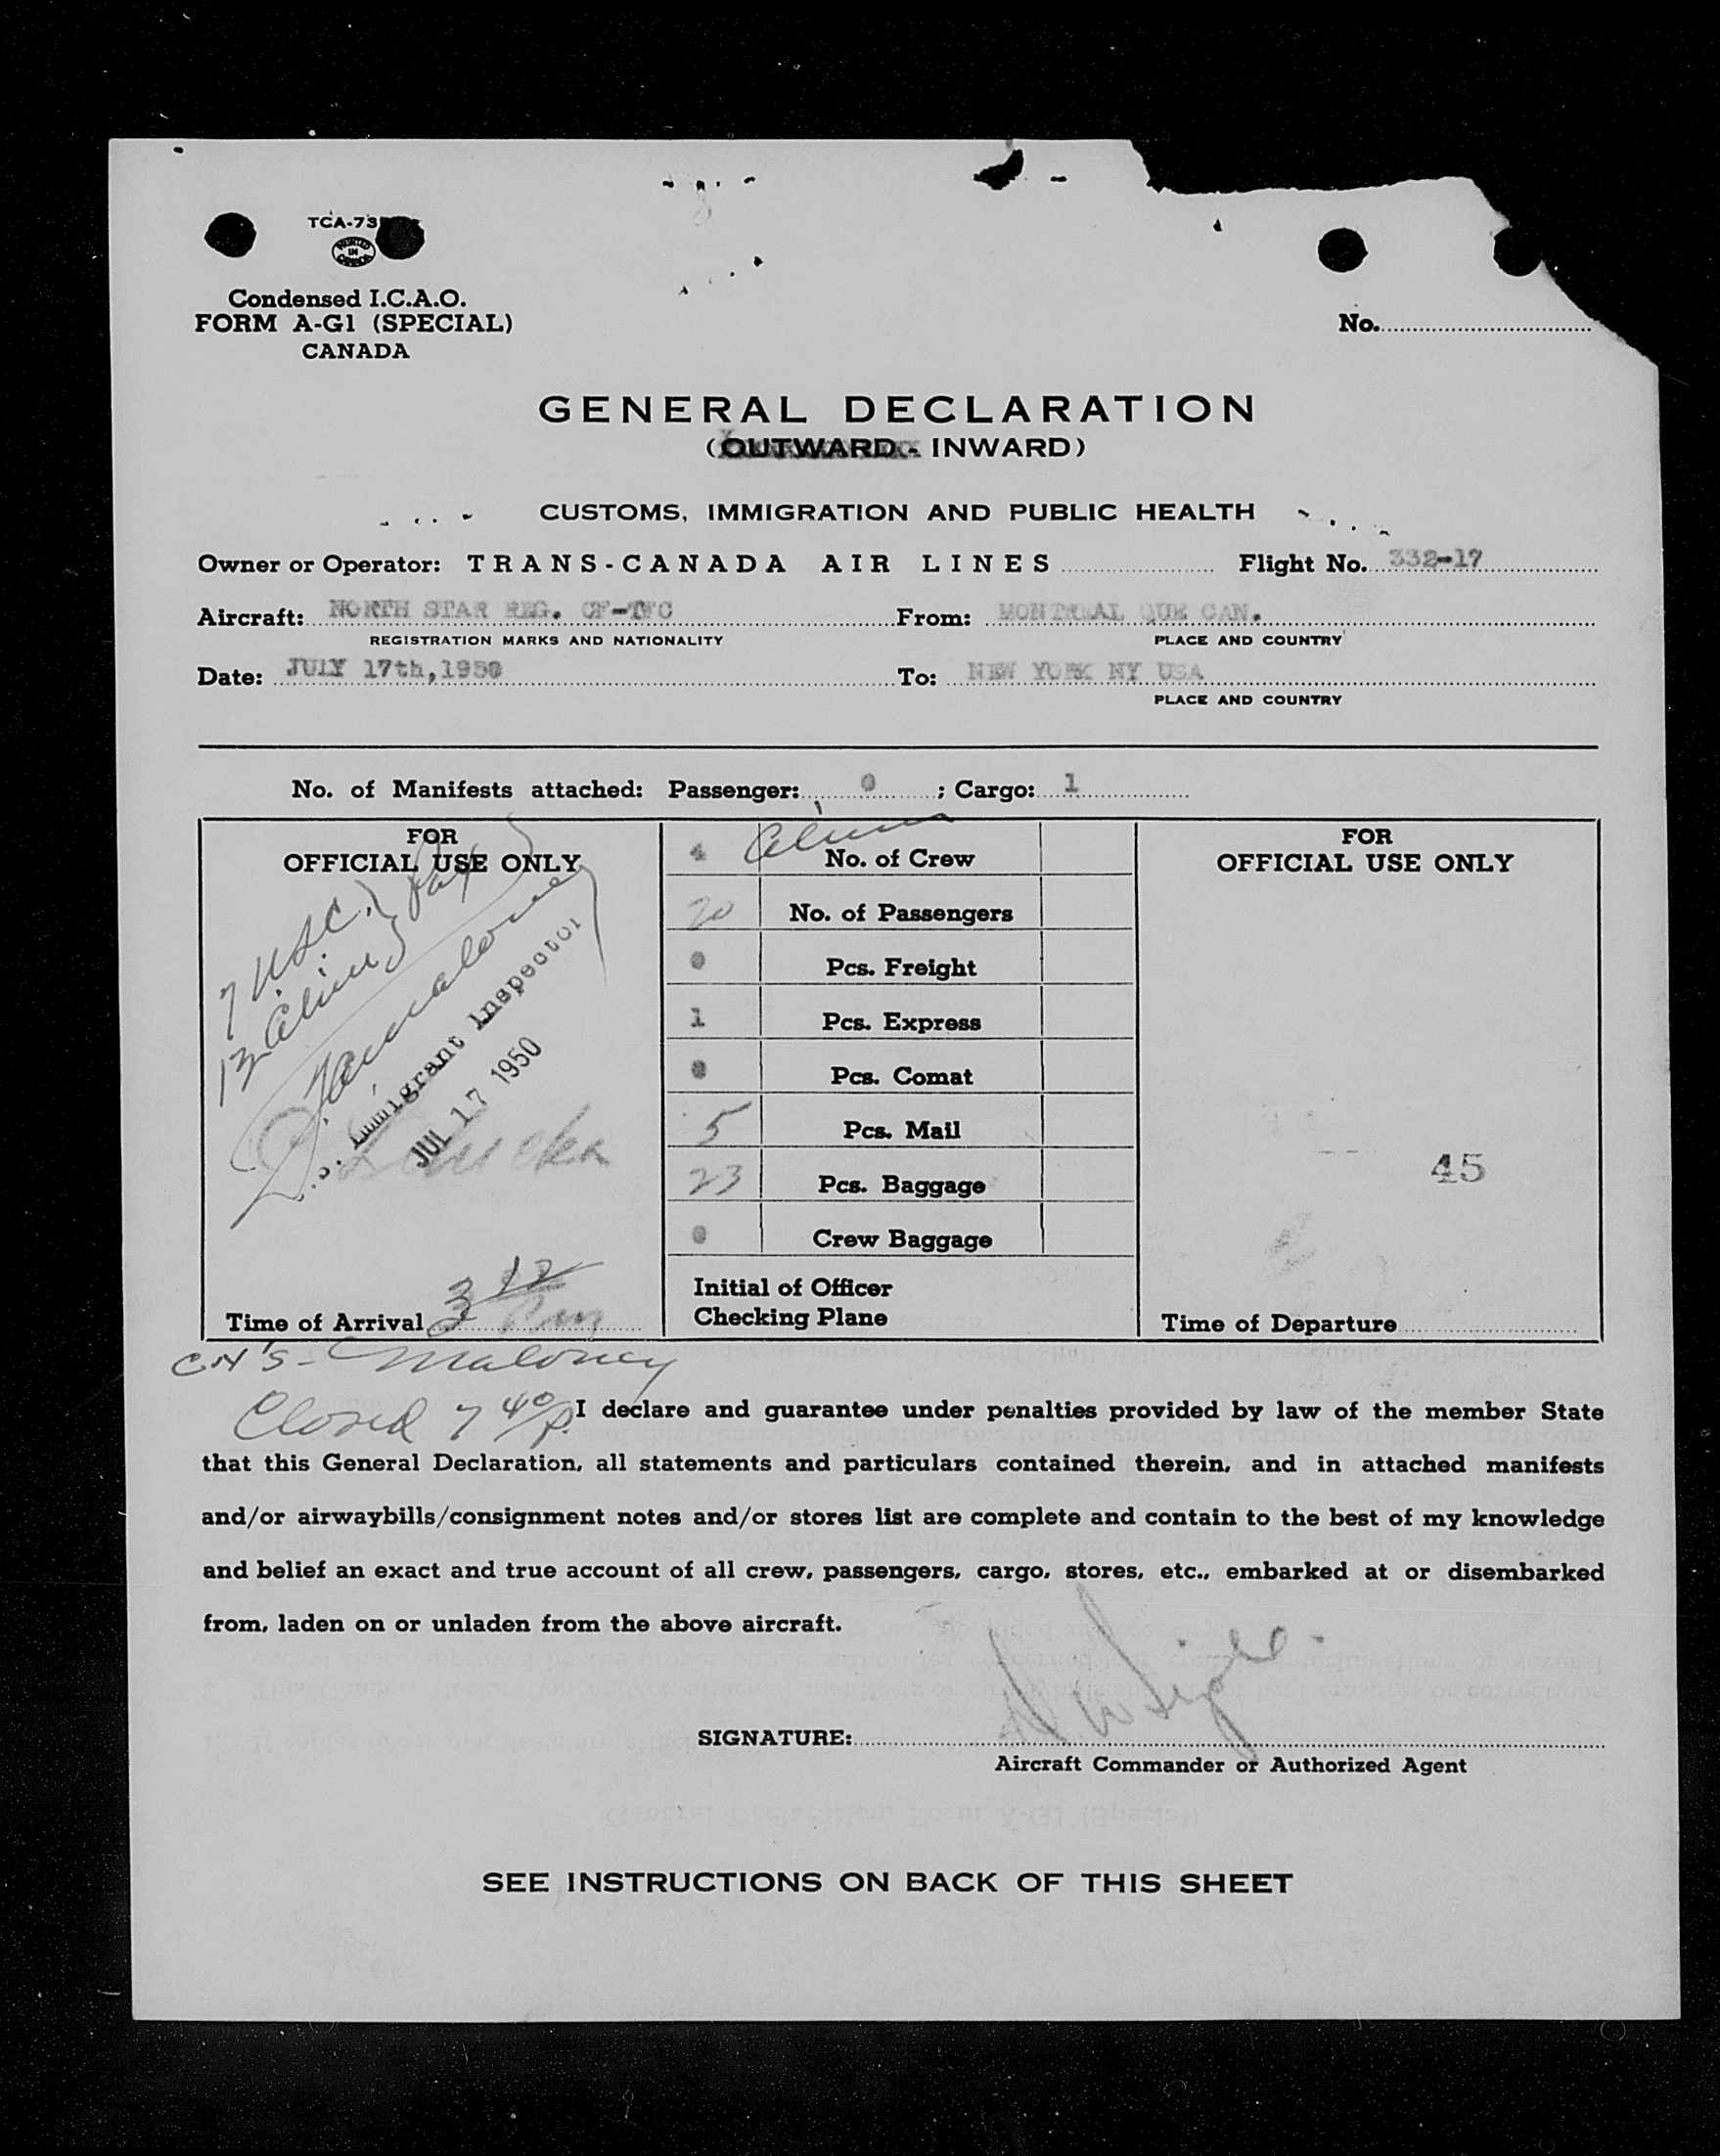 TCA-73
PRINTED IN CANADA
Condensed I.C.A.O.
FORM A-G1 (SPECIAL)
CANADA
No.
GENERAL DECLARATION
(OUTWARD - INWARD)
CUSTOMS, IMMIGRATION AND PUBLIC HEALTH
Owner or Operator: TRANS-CANADA AIR LINES Flight No. 332-17
Aircraft: NORTH STAR REG. CF-TFC From: MONTREAL QUE CAN.
REGISTRATION MARKS AND NATIONALITY PLACE AND COUNTRY
Date: JULY 17th,1950 To: NEW YORK NY USA
PLACE AND COUNTRY
No. of Manifests attached: Passenger: 0 ; Cargo: 1
FOR
OFFICIAL USE ONLY
7 USC.
13 Aliens Pax
Maloney
U.S. Immigrant Inspector
JUL 17 1950
Time of Arrival 3 12 Pm
4 Aliens No. of Crew
20 No. of Passengers
0 Pcs. Freight
1 Pcs. Express
0 Pcs. Comat
5 Pcs. Mail
23 Pcs. Baggage
0 Crew Baggage
Initial of Officer
Checking Plane
FOR
OFFICIAL USE ONLY
45
Time of Departure
Maloney
Closed 7 40 p. I declare and guarantee under penalties provided by law of the member State
that this General Declaration, all statements and particulars contained therein, and in attached manifests
and/or airwaybills/consignment notes and/or stores list are complete and contain to the best of my knowledge
and belief an exact and true account of all crew, passengers, cargo, stores, etc., embarked at or disembarked
from, laden on or unladen from the above aircraft.
SIGNATURE:
Aircraft Commander or Authorized Agent
SEE INSTRUCTIONS ON BACK OF THIS SHEET